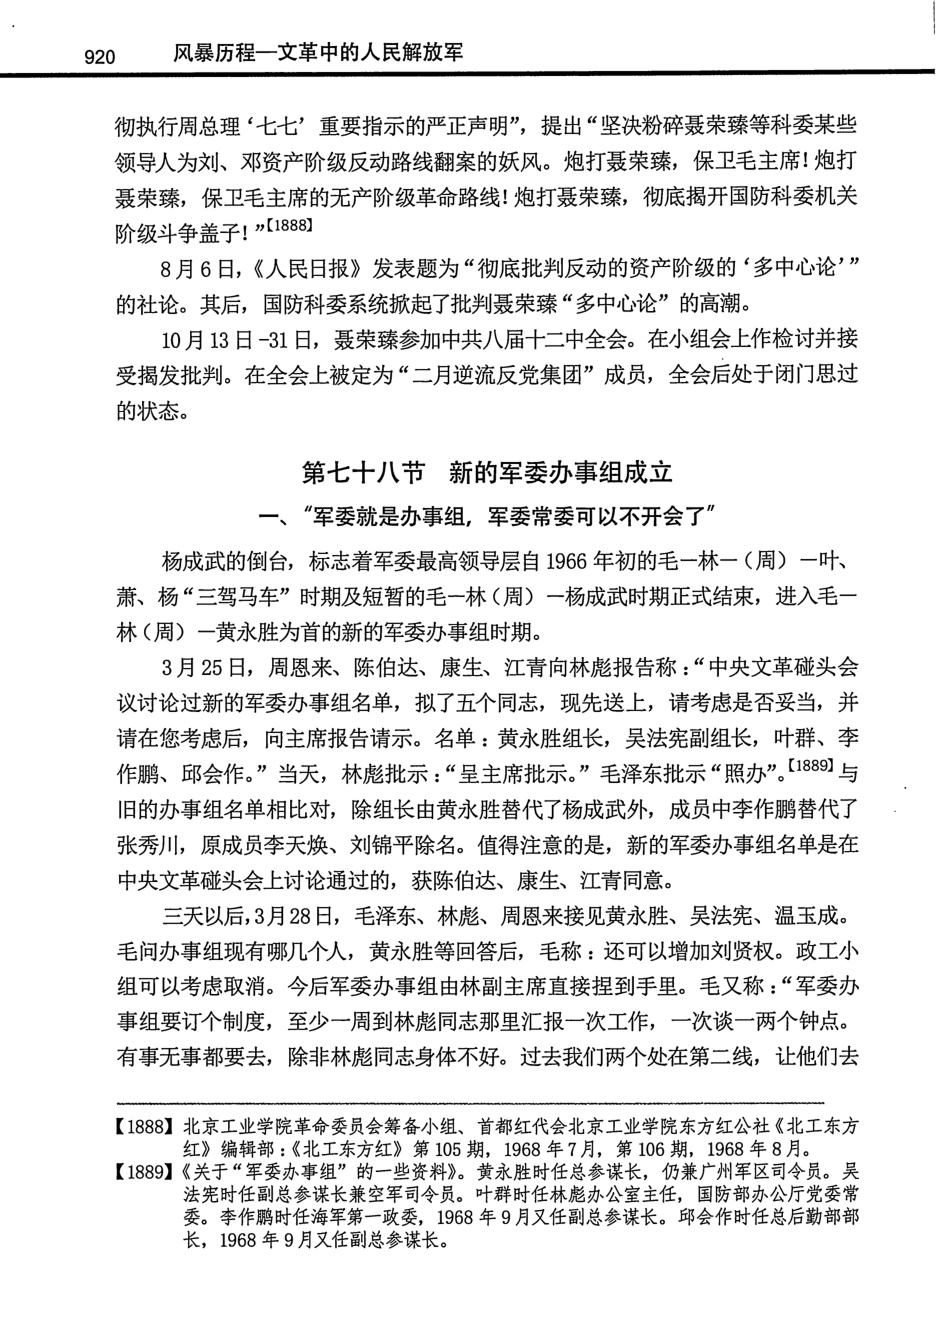 920 风暴历程—文革中的人民解放军
彻执行周总理‘七七’重要指示的严正声明”，提出“坚决粉碎聂荣臻等科委某些
领导人为刘、邓资产阶级反动路线翻案的妖风。炮打聂荣臻，保卫毛主席！炮打
聂荣臻，保卫毛主席的无产阶级革命路线！炮打聂荣臻，彻底揭开国防科委机关
阶级斗争盖子！”【1888】
8月6日，《人民日报》发表题为“彻底批判反动的资产阶级的‘多中心论’”
的社论。其后，国防科委系统掀起了批判聂荣臻“多中心论”的高潮。
10月13日-31日，聂荣臻参加中共八届十二中全会。在小组会上作检讨并接
受揭发批判。在全会上被定为“二月逆流反党集团”成员，全会后处于闭门思过
的状态。
第七十八节 新的军委办事组成立
一、“军委就是办事组，军委常委可以不开会了”
杨成武的倒台，标志着军委最高领导层自1966年初的毛—林—（周）—叶、
萧、杨“三驾马车”时期及短暂的毛—林（周）—杨成武时期正式结束，进入毛—
林（周）—黄永胜为首的新的军委办事组时期。
3月25日，周恩来、陈伯达、康生、江青向林彪报告称：“中央文革碰头会
议讨论过新的军委办事组名单，拟了五个同志，现先送上，请考虑是否妥当，并
请在您考虑后，向主席报告请示。名单：黄永胜组长，吴法宪副组长，叶群、李
作鹏、邱会作。”当天，林彪批示：“呈主席批示。”毛泽东批示“照办”。【1889】与
旧的办事组名单相比对，除组长由黄永胜替代了杨成武外，成员中李作鹏替代了
张秀川，原成员李天焕、刘锦平除名。值得注意的是，新的军委办事组名单是在
中央文革碰头会上讨论通过的，获陈伯达、康生、江青同意。
三天以后，3月28日，毛泽东、林彪、周恩来接见黄永胜、吴法宪、温玉成。
毛问办事组现有哪几个人，黄永胜等回答后，毛称：还可以增加刘贤权。政工小
组可以考虑取消。今后军委办事组由林副主席直接捏到手里。毛又称：“军委办
事组要订个制度，至少一周到林彪同志那里汇报一次工作，一次谈一两个钟点。
有事无事都要去，除非林彪同志身体不好。过去我们两个处在第二线，让他们去
【1888】北京工业学院革命委员会筹备小组、首都红代会北京工业学院东方红公社《北工东方
红》编辑部：《北工东方红》第105期，1968年7月，第106期，1968年8月。
【1889】《关于“军委办事组”的一些资料》。黄永胜时任总参谋长，仍兼广州军区司令员。吴
法宪时任副总参谋长兼空军司令员。叶群时任林彪办公室主任，国防部办公厅党委常
委。李作鹏时任海军第一政委，1968年9月又任副总参谋长。邱会作时任总后勤部部
长，1968年9月又任副总参谋长。